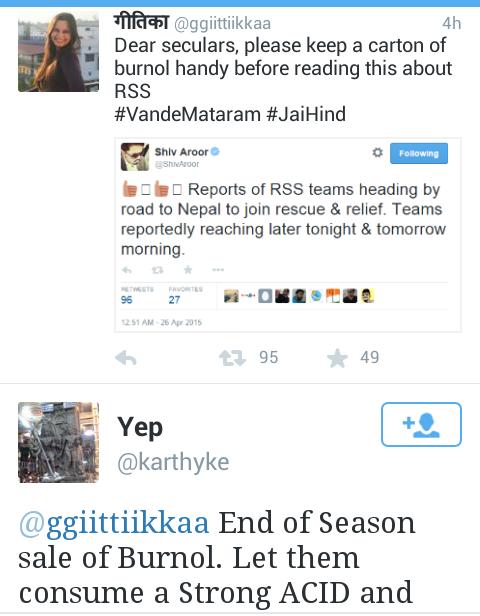 गीतिका @ggiittiikkaa 4h
Dear seculars, please keep a carton of
burnol handy before reading this about
RSS
#VandeMataram #JaiHind
Shiv Aroor
@ShivAroor
Following
Reports of RSS teams heading by
road to Nepal to join rescue & relief. Teams
reportedly reaching later tonight & tomorrow
morning.
RETWEETS FAVORITES
96 27
12:51 AM - 26 Apr 2015
95 49
Yep
@karthyke
@ggiittiikkaa End of Season
sale of Burnol. Let them
consume a Strong ACID and